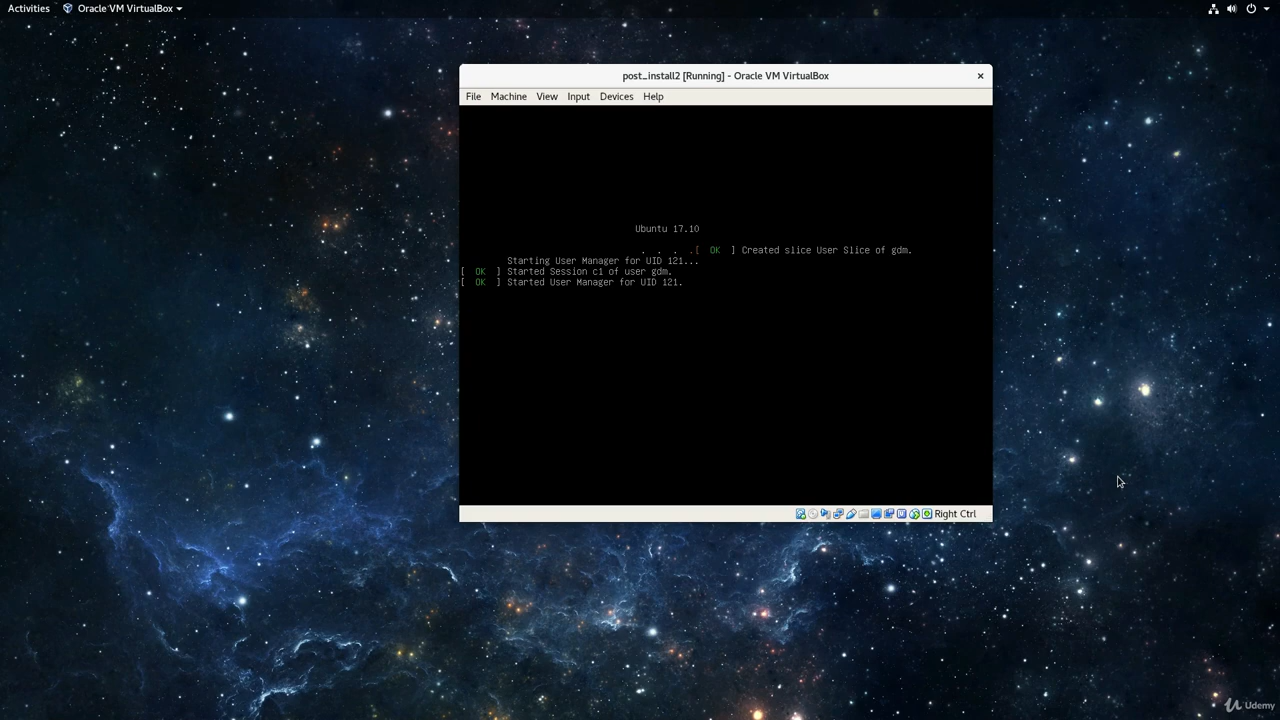 Activities Oracle VM VirtualBox
post_install2 [Running] - Oracle VM VirtualBox
File Machine View Input Devices Help
Ubuntu 17.10
. . . .[ OK ] Created slice User Slice of gdm.
Starting User Manager for UID 121...
[ OK ] Started Session c1 of user gdm.
[ OK ] Started User Manager for UID 121.
Right Ctrl
Udemy